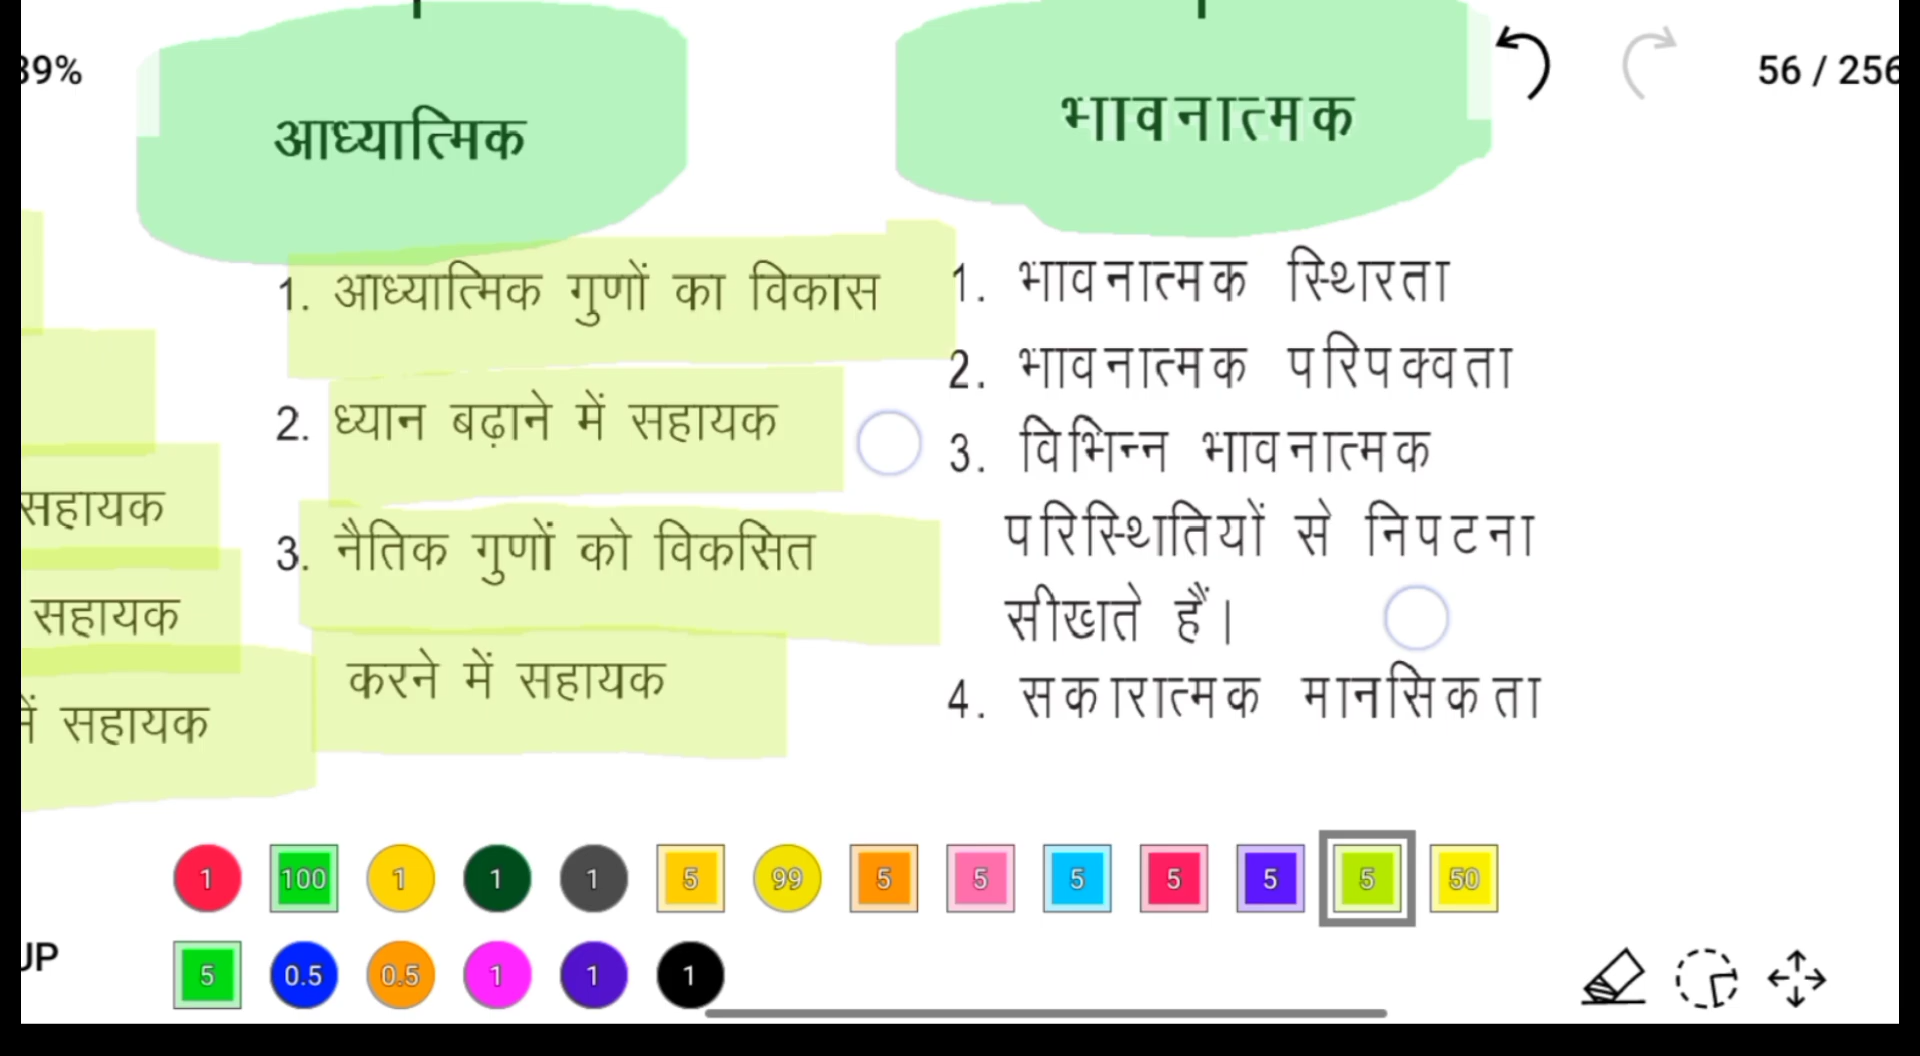 39%
56 / 256
आध्यात्मिक
1. आध्यात्मिक गुणों का विकास
2. ध्यान बढ़ाने में सहायक
3. नैतिक गुणों को विकसित
करने में सहायक
भावनात्मक
1. भावनात्मक स्थिरता
2. भावनात्मक परिपक्वता
3. विभिन्न भावनात्मक
परिस्थितियों से निपटना
सीखते हैं।
4. सकारात्मक मानसिकता
सहायक
सहायक
में सहायक
1 100 1 1 1 5 99 5 5 5 5 5 5 50
UP
5 0.5 0.5 1 1 1